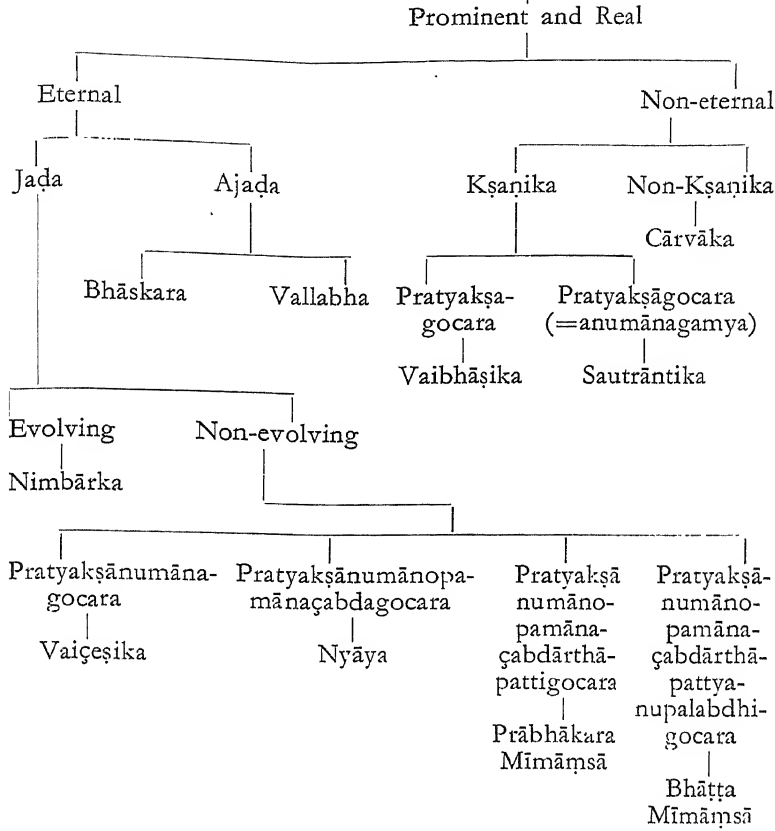 Prominent and Real
Eternal
Non-eternal
Jaḍa
Ajaḍa
Kṣaṇika
Non-Kṣaṇika
Cārvāka
Bhāskara
Vallabha
Pratyakṣa-
gocara
Pratyakṣāgocara
(=anumānagamya)
Vaibhāṣika
Sautrāntika
Evolving
Non-evolving
Nimbārka
Pratyakṣānumāna-
gocara
Vaiçeṣika
Pratyakṣānumānopa-
mānaçabdagocara
Nyāya
Pratyakṣā
numāno-
pamāna-
çabdārthā-
pattigocara
Prābhākara
Mīmāṃsā
Pratyakṣā-
numāno-
pamāna-
çabdārthā-
pattya-
nupalabdhi-
gocara
Bhāṭṭa
Mīmāṃsā